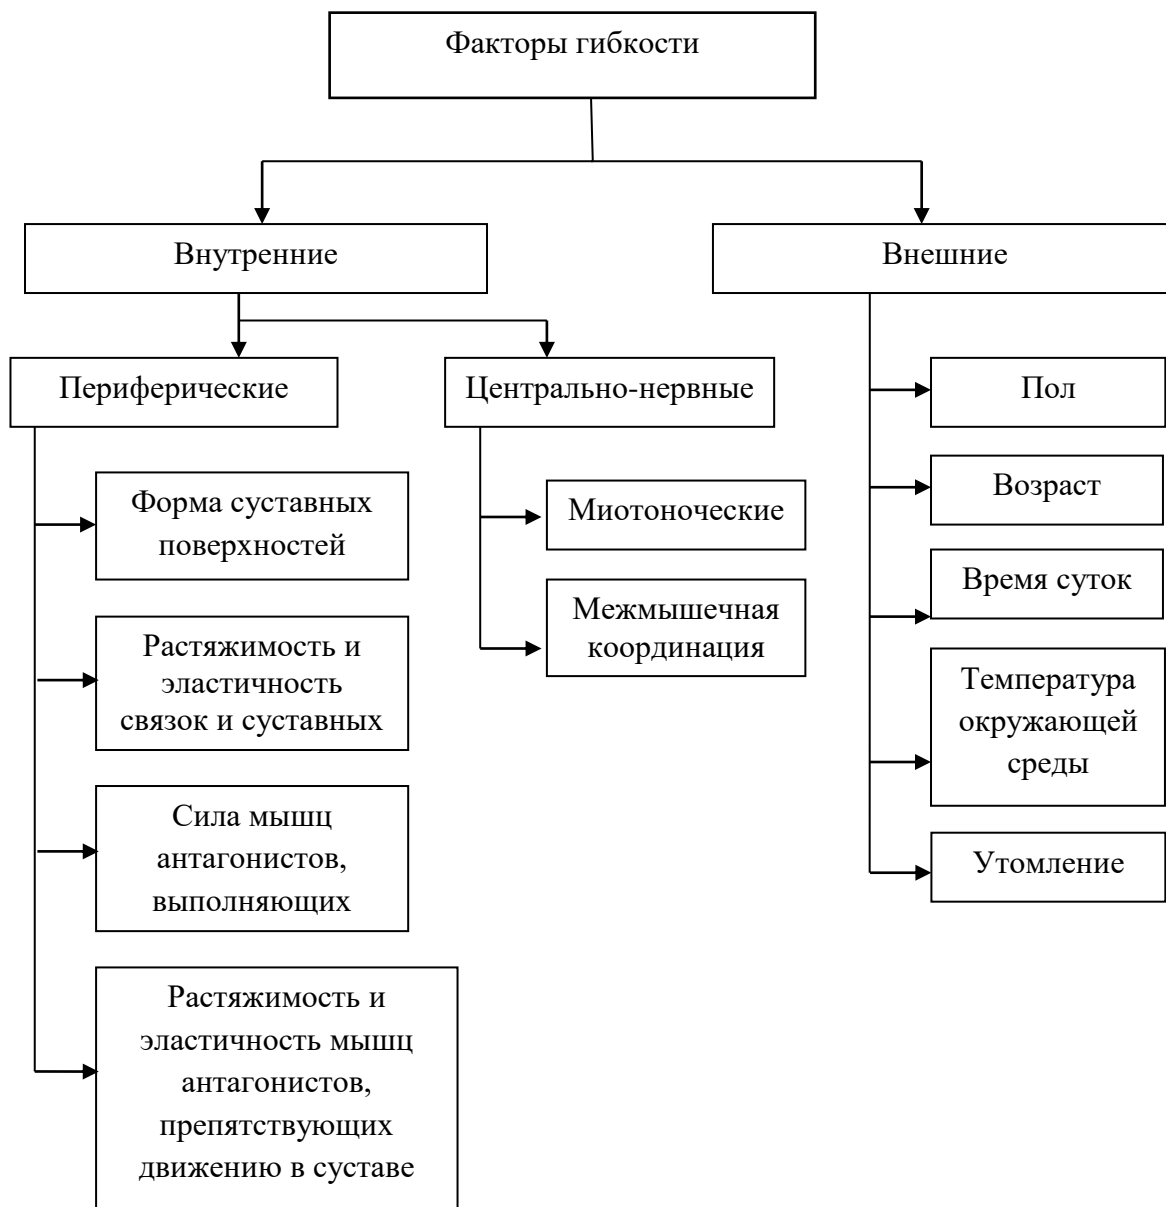 Факторы гибкости
Внутренние
Внешние
Периферические
Центрально-нервные
Пол
Форма суставных
поверхностей
Миотоноческие
Возраст
Растяжимость и
эластичность
связок и суставных
Межмышечная
координация
Время суток
Температура
окружающей
среды
Сила мышц
антагонистов,
выполняющих
Утомление
Растяжимость и
эластичность мышц
антагонистов,
препятствующих
движению в суставе